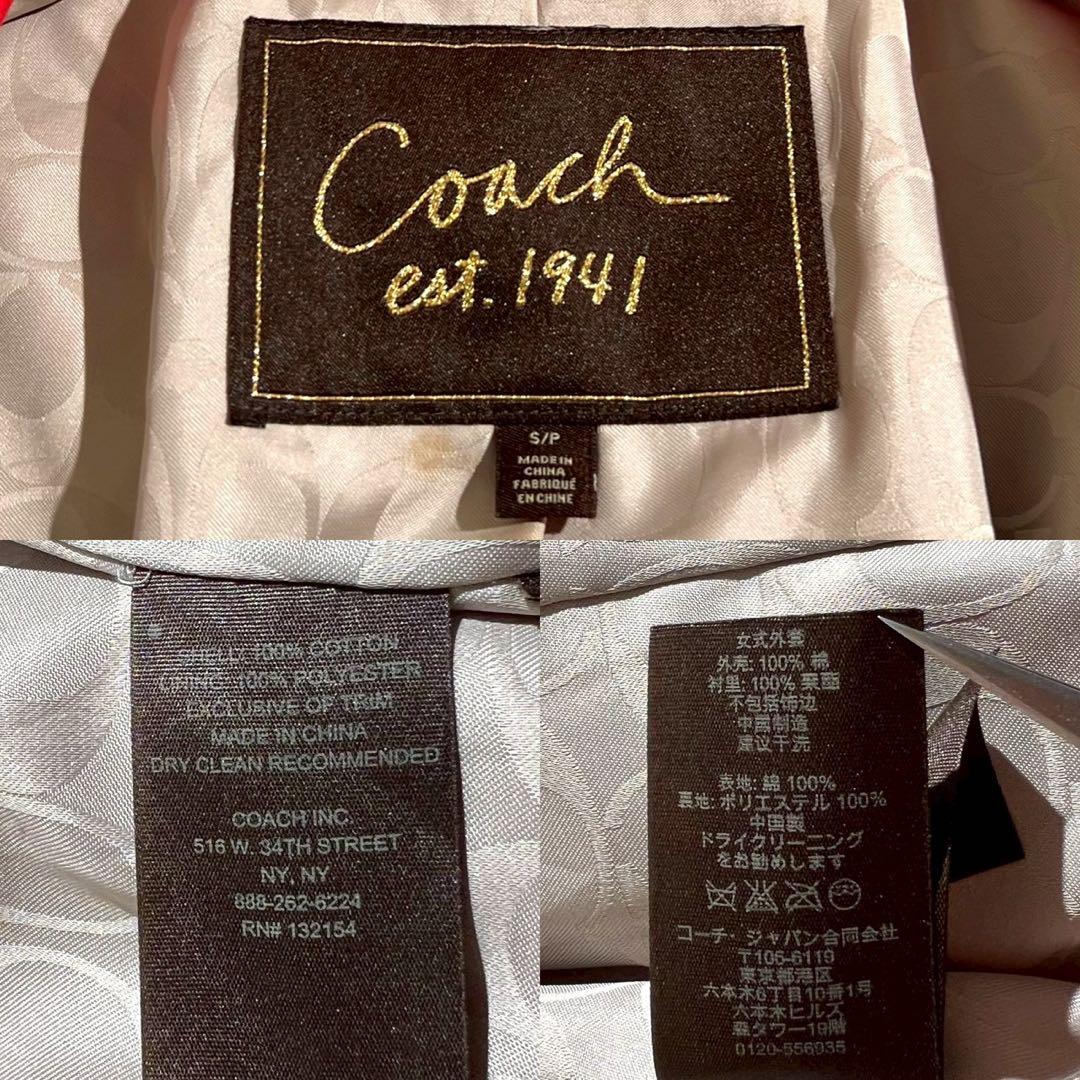 Coach
est. 1941
S/P
MADE IN
CHINA
FABRIQUÉ
EN CHINE
SHELL: 100% COTTON
LINING: 100% POLYESTER
EXCLUSIVE OF TRIM
MADE IN CHINA
DRY CLEAN RECOMMENDED
COACH INC.
516 W. 34TH STREET
NY, NY
888-262-6224
RN# 132154
女式外套
外壳: 100% 棉
衬里: 100% 聚酯
不包括饰边
中国制造
建议干洗
表地: 綿 100%
裏地: ポリエステル 100%
中国製
ドライクリーニング
をお勧めします
コーチ・ジャパン合同会社
〒106-6119
東京都港区
六本木6丁目10番1号
六本木ヒルズ
森タワー19階
0120-556935